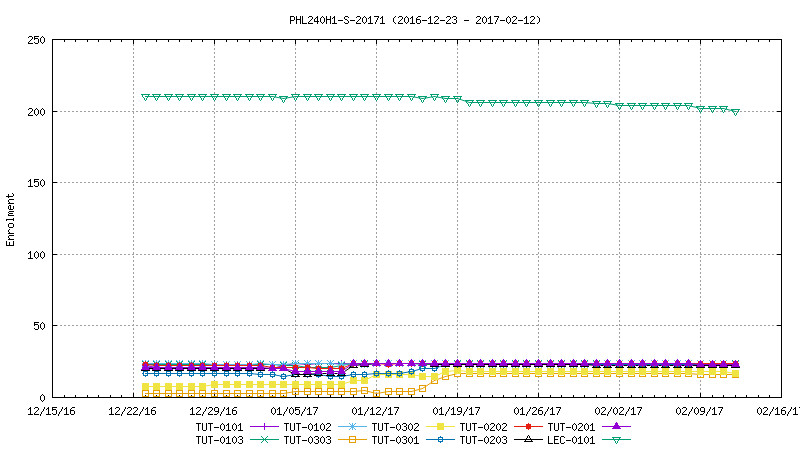 PHL240H1-S-20171 (2016-12-23 - 2017-02-12)
250
200
150
100
50
0
Enrolment
12/15/16 12/22/16 12/29/16 01/05/17 01/12/17 01/19/17 01/26/17 02/02/17 02/09/17 02/16/17
TUT-0101 TUT-0102 TUT-0302 TUT-0202 TUT-0201
TUT-0103 TUT-0303 TUT-0301 TUT-0203 LEC-0101